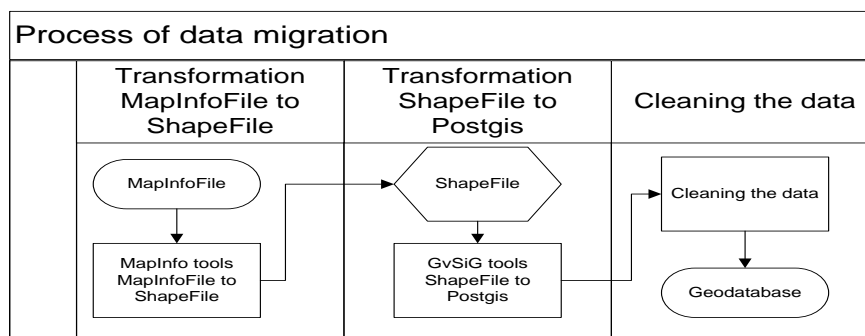 Process of data migration
Transformation
MapInfoFile to
ShapeFile
Transformation
ShapeFile to
Postgis
Cleaning the data
MapInfoFile
MapInfo tools
MapInfoFile to
ShapeFile
ShapeFile
GvSiG tools
ShapeFile to
Postgis
Cleaning the data
Geodatabase